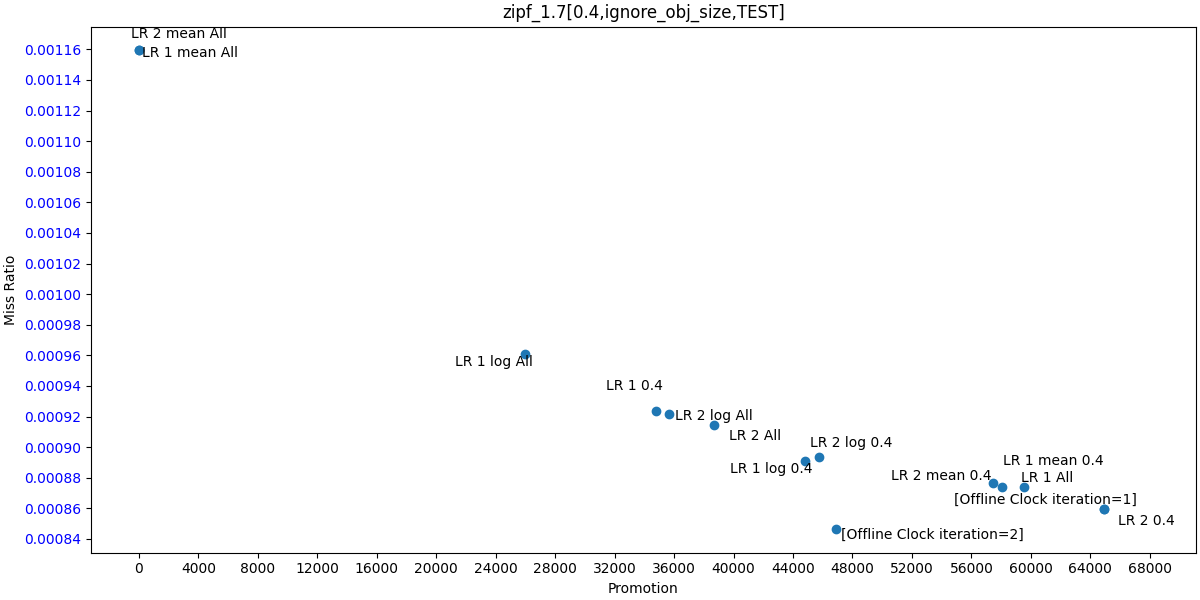 zipf_1.7[0.4,ignore_obj_size,TEST]
LR 2 mean All
LR 1 mean All
0.00116
0.00114
0.00112
0.00110
0.00108
0.00106
0.00104
0.00102
0.00100
0.00098
0.00096
0.00094
0.00092
0.00090
0.00088
0.00086
0.00084
Miss Ratio
LR 1 log All
LR 1 0.4
LR 2 log All
LR 2 All
LR 2 log 0.4
LR 1 log 0.4
LR 1 mean 0.4
LR 2 mean 0.4
LR 1 All
[Offline Clock iteration=1]
LR 2 0.4
[Offline Clock iteration=2]
0 4000 8000 12000 16000 20000 24000 28000 32000 36000 40000 44000 48000 52000 56000 60000 64000 68000
Promotion